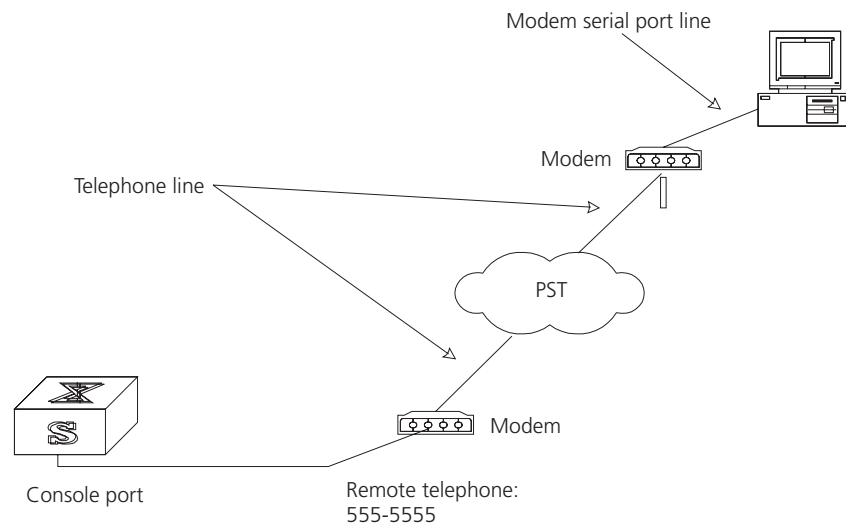 Modem serial port line
Modem
Telephone line
PST
S
Modem
Console port
Remote telephone:
555-5555